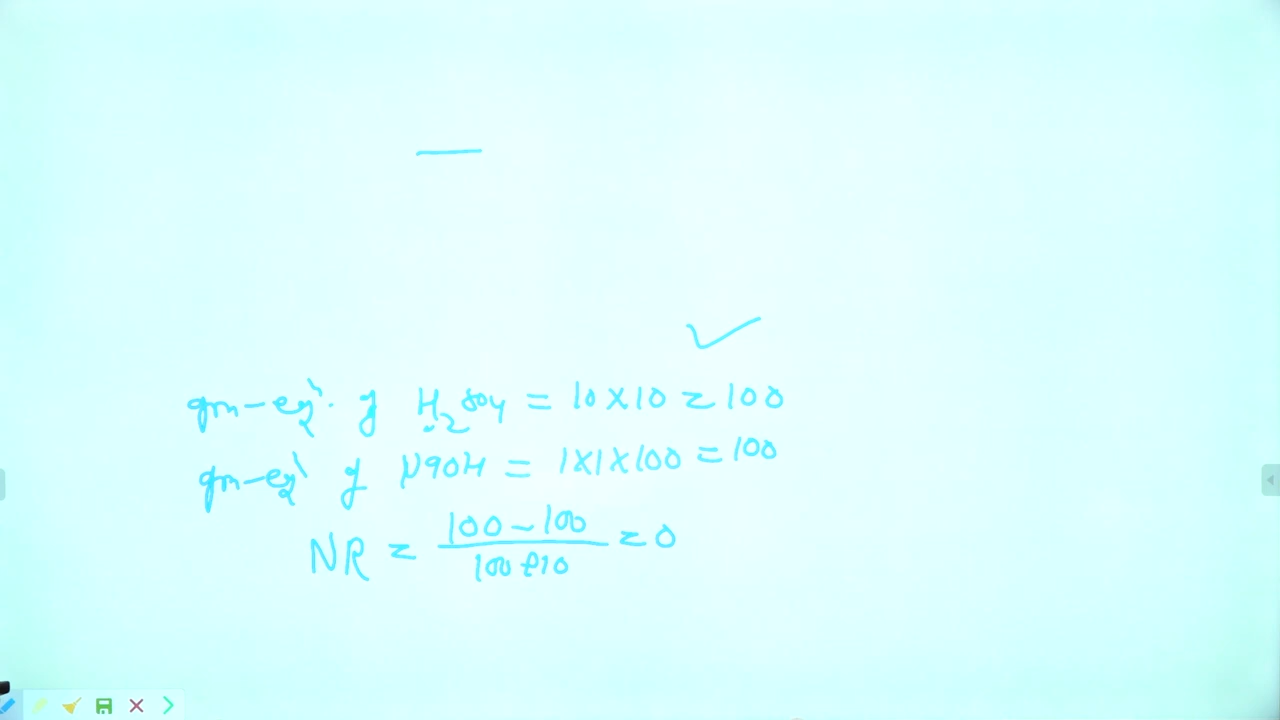 gm-eq. of H2SO4 = 10×10 = 100
gm-eq of NaOH = 1×1×100 = 100
NR = (100-100)/(100+10) = 0